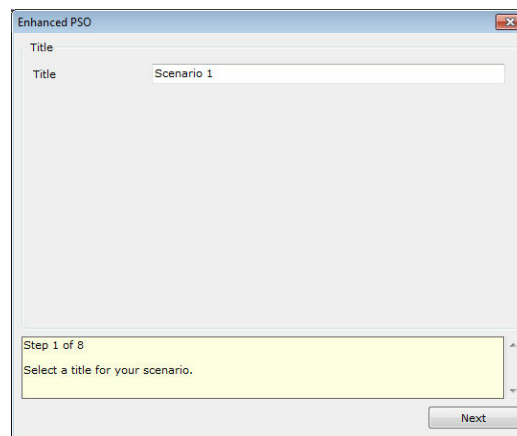 Enhanced PSO
Title
Title Scenario 1
Step 1 of 8
Select a title for your scenario.
Next